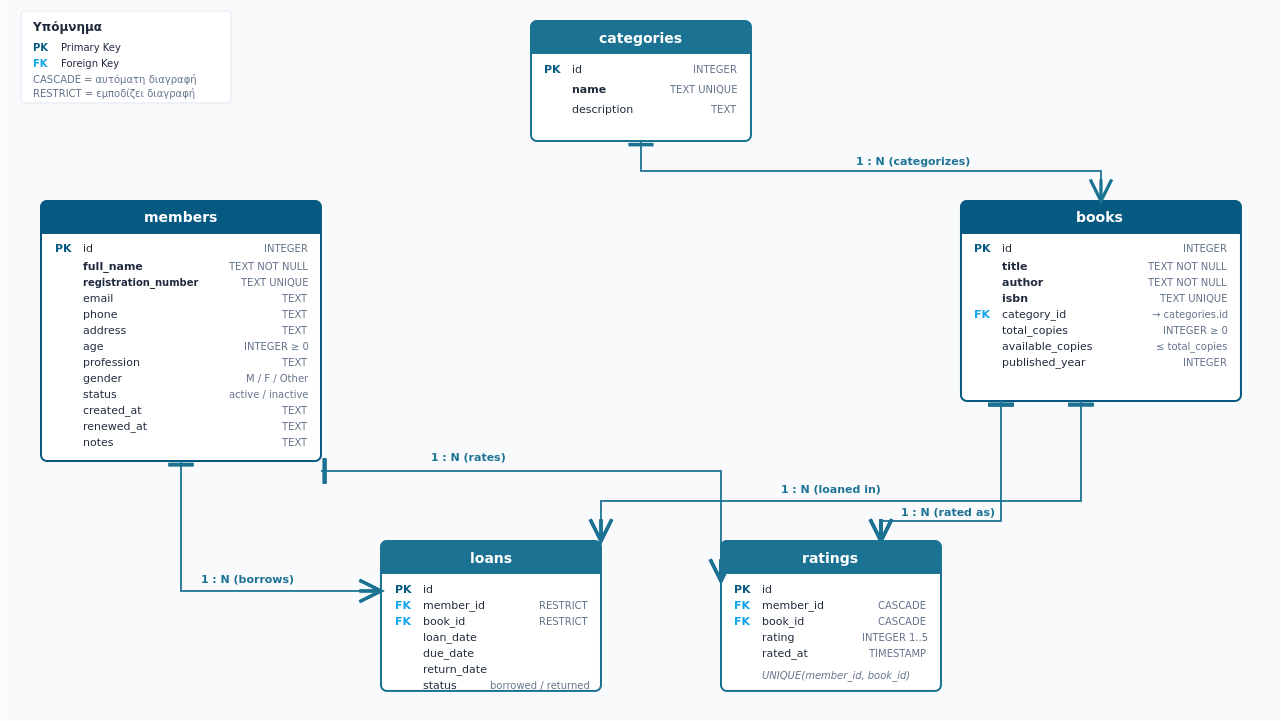 Υπόμνημα
PK Primary Key
FK Foreign Key
CASCADE = αυτόματη διαγραφή
RESTRICT = εμποδίζει διαγραφή
categories
PK id INTEGER
name TEXT UNIQUE
description TEXT
1 : N (categorizes)
members
PK id INTEGER
full_name TEXT NOT NULL
registration_number TEXT UNIQUE
email TEXT
phone TEXT
address TEXT
age INTEGER ≥ 0
profession TEXT
gender M / F / Other
status active / inactive
created_at TEXT
renewed_at TEXT
notes TEXT
books
PK id INTEGER
title TEXT NOT NULL
author TEXT NOT NULL
isbn TEXT UNIQUE
FK category_id → categories.id
total_copies INTEGER ≥ 0
available_copies ≤ total_copies
published_year INTEGER
1 : N (rates)
1 : N (loaned in)
1 : N (rated as)
1 : N (borrows)
loans
PK id
FK member_id RESTRICT
FK book_id RESTRICT
loan_date
due_date
return_date
status borrowed / returned
ratings
PK id
FK member_id CASCADE
FK book_id CASCADE
rating INTEGER 1..5
rated_at TIMESTAMP
UNIQUE(member_id, book_id)